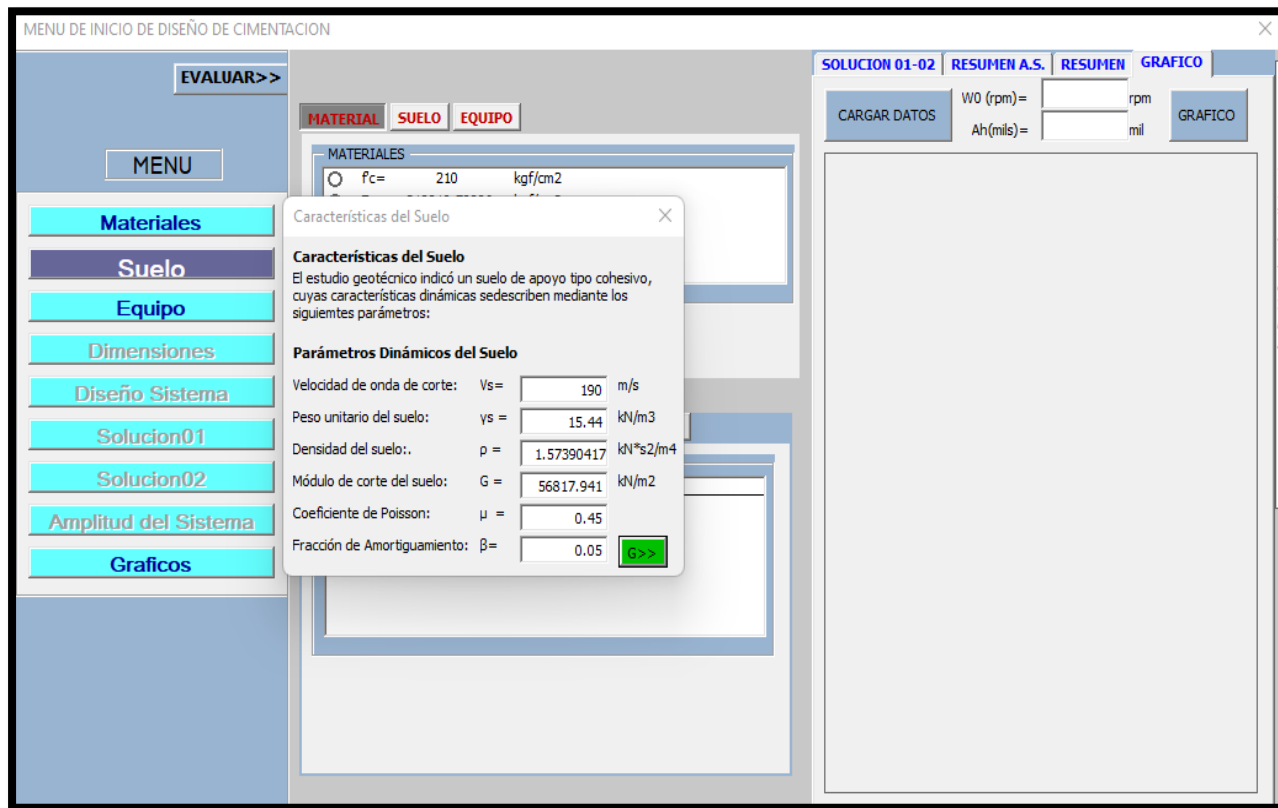 MENU DE INICIO DE DISEÑO DE CIMENTACION
EVALUAR>>
MENU
Materiales
Suelo
Equipo
Dimensiones
Diseño Sistema
Solucion01
Solucion02
Amplitud del Sistema
Graficos
MATERIAL SUELO EQUIPO
MATERIALES
f'c= 210 kgf/cm2
Características del Suelo
Características del Suelo
El estudio geotécnico indicó un suelo de apoyo tipo cohesivo,
cuyas características dinámicas sedescriben mediante los
siguiemtes parámetros:
Parámetros Dinámicos del Suelo
Velocidad de onda de corte: Vs= 190 m/s
Peso unitario del suelo: γs = 15.44 kN/m3
Densidad del suelo:. ρ = 1.57390417 kN*s2/m4
Módulo de corte del suelo: G = 56817.941 kN/m2
Coeficiente de Poisson: μ = 0.45
Fracción de Amortiguamiento: β= 0.05 G>>
SOLUCION 01-02 RESUMEN A.S. RESUMEN GRAFICO
CARGAR DATOS
W0 (rpm)= rpm
Ah(mils)= mil
GRAFICO